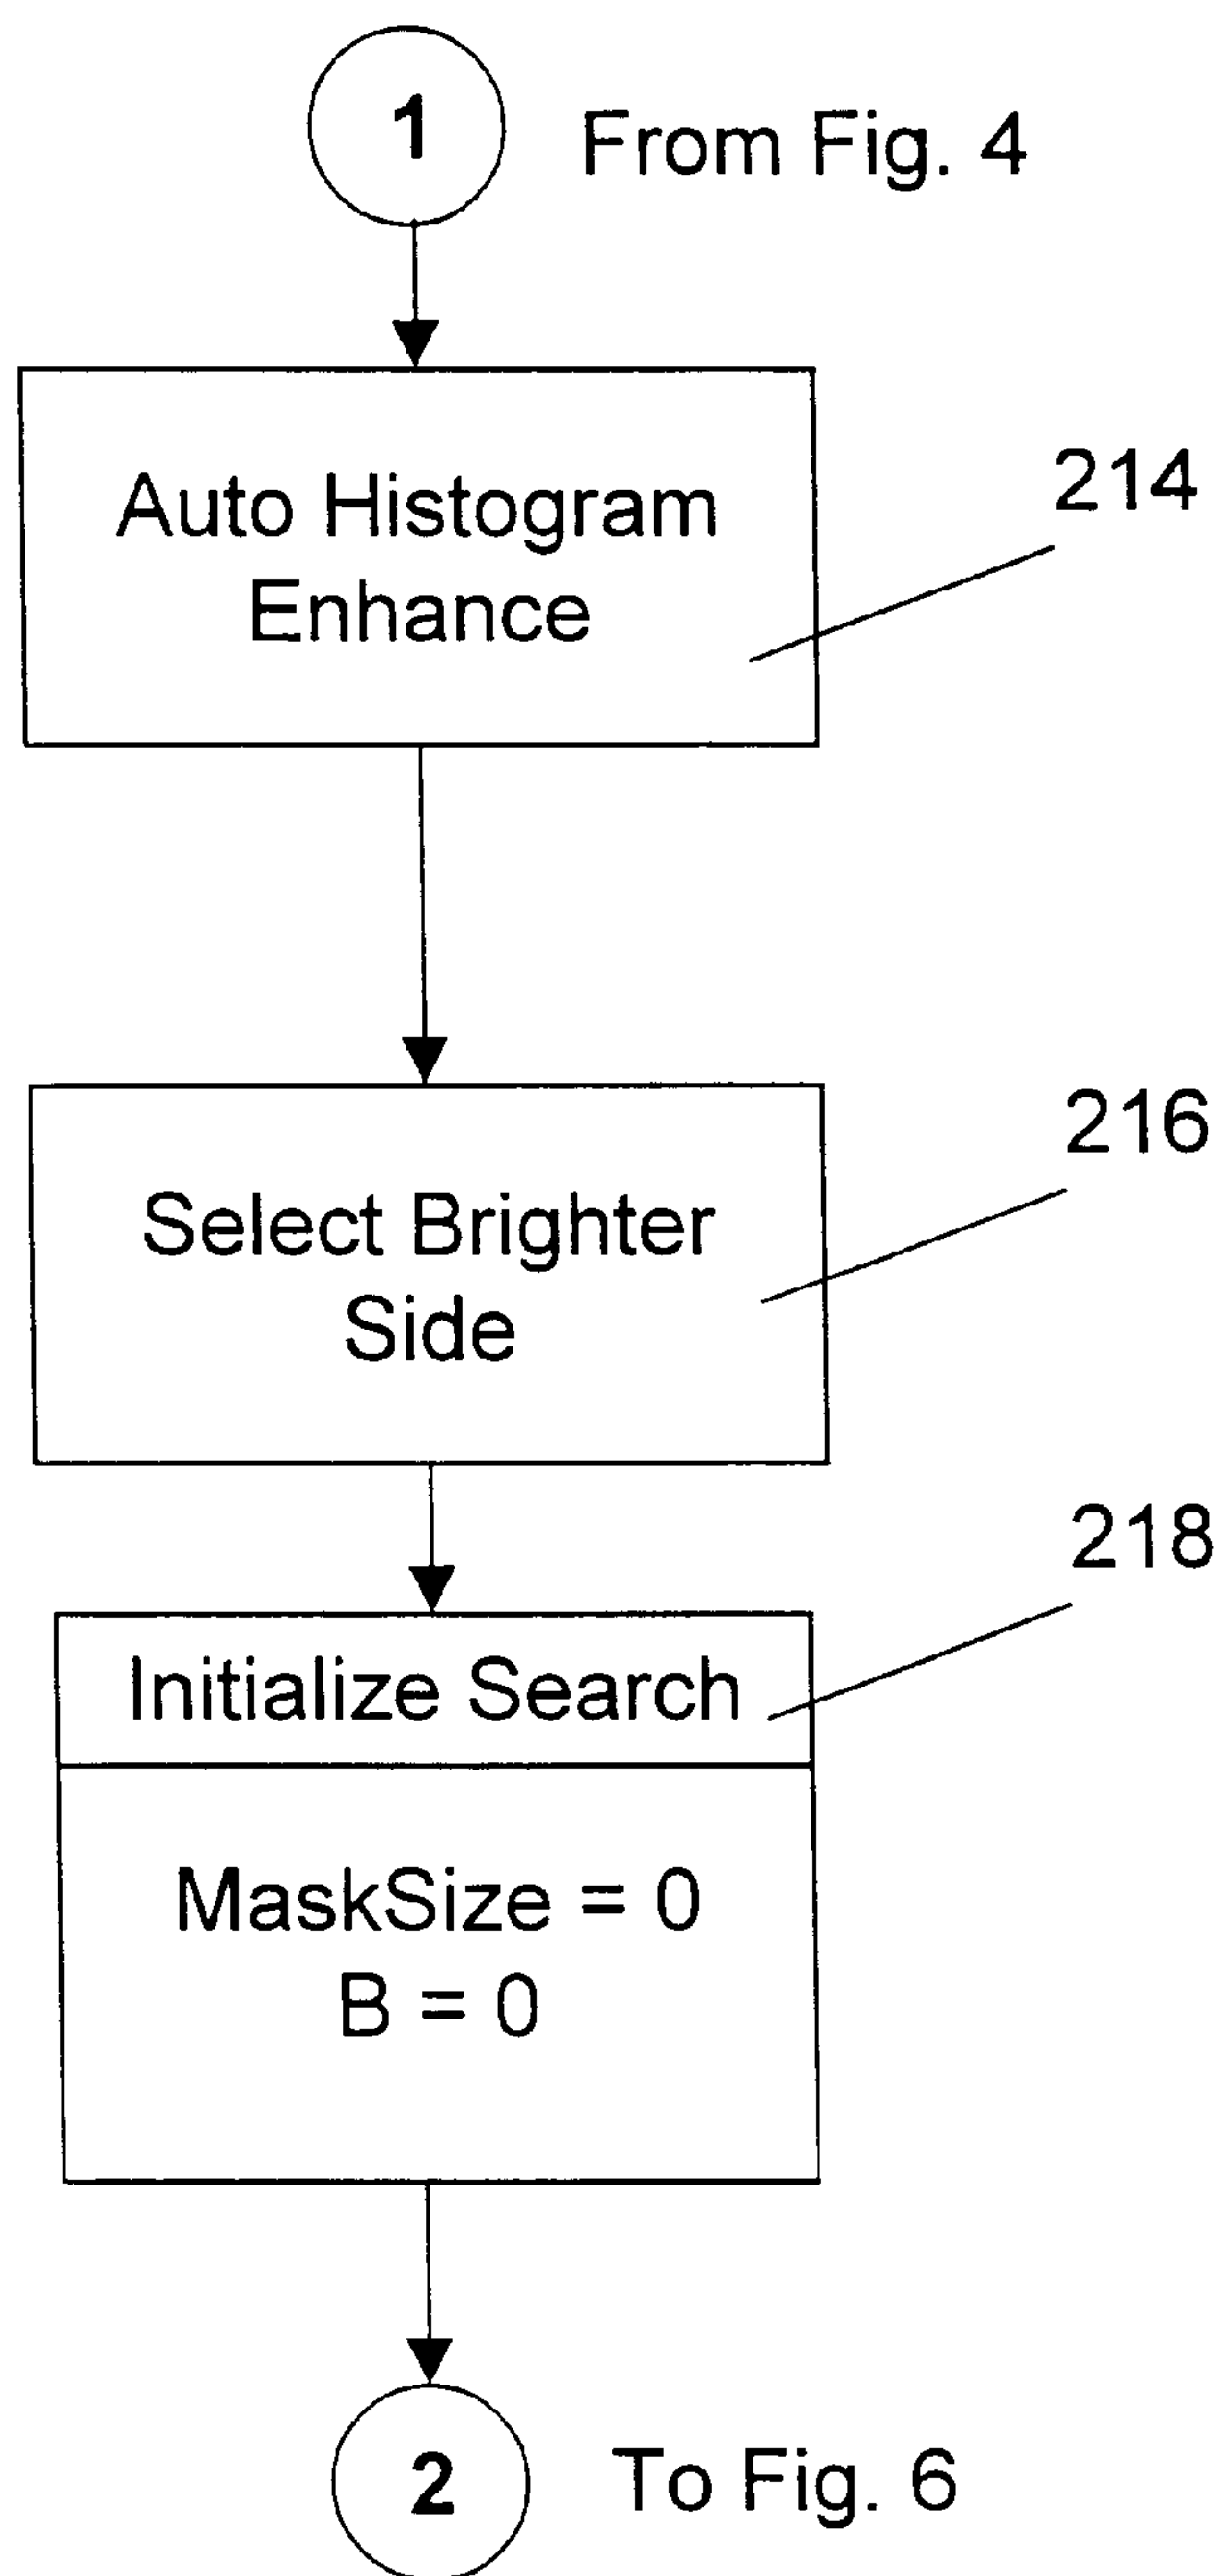 1
From Fig. 4
Auto Histogram
Enhance
214
Select Brighter
Side
216
Initialize Search
218
MaskSize = 0
B = 0
2
To Fig. 6